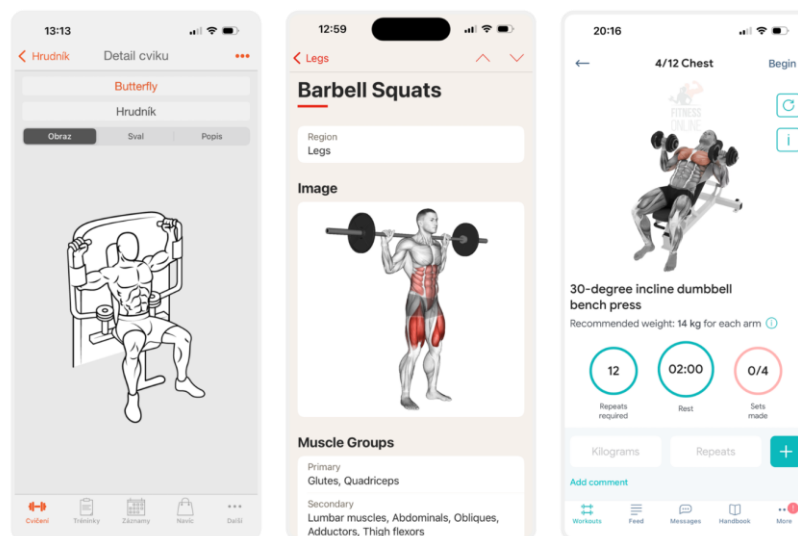 13:13
Hrudník
Detail cviku
Butterfly
Hrudník
Obraz
Sval
Popis
Cvičení
Tréninky
Záznamy
Navíc
Další
12:59
Legs
Barbell Squats
Region
Legs
Image
Muscle Groups
Primary
Glutes, Quadriceps
Secondary
Lumbar muscles, Abdominals, Obliques,
Adductors, Thigh flexors
20:16
4/12 Chest
Begin
FITNESS
ONLINE
30-degree incline dumbbell
bench press
Recommended weight: 14 kg for each arm
12
02:00
0/4
Repeats
required
Rest
Sets
made
Kilograms
Repeats
+
Add comment
Workouts
Feed
Messages
Handbook
More
1